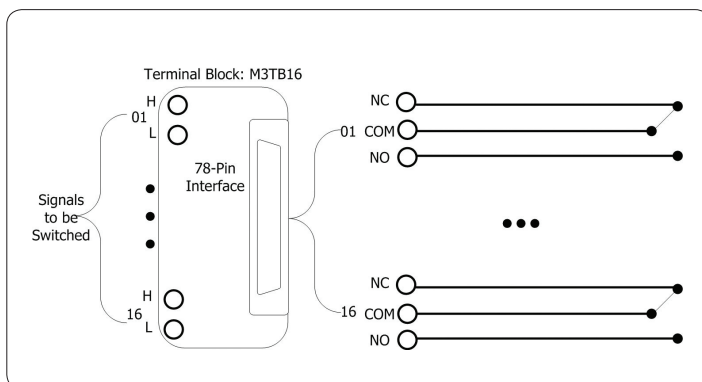 Terminal Block: M3TB16
H
01
L
78-Pin
Interface
Signals
to be
Switched
H
16
L
NC
01 COM
NO
NC
16 COM
NO